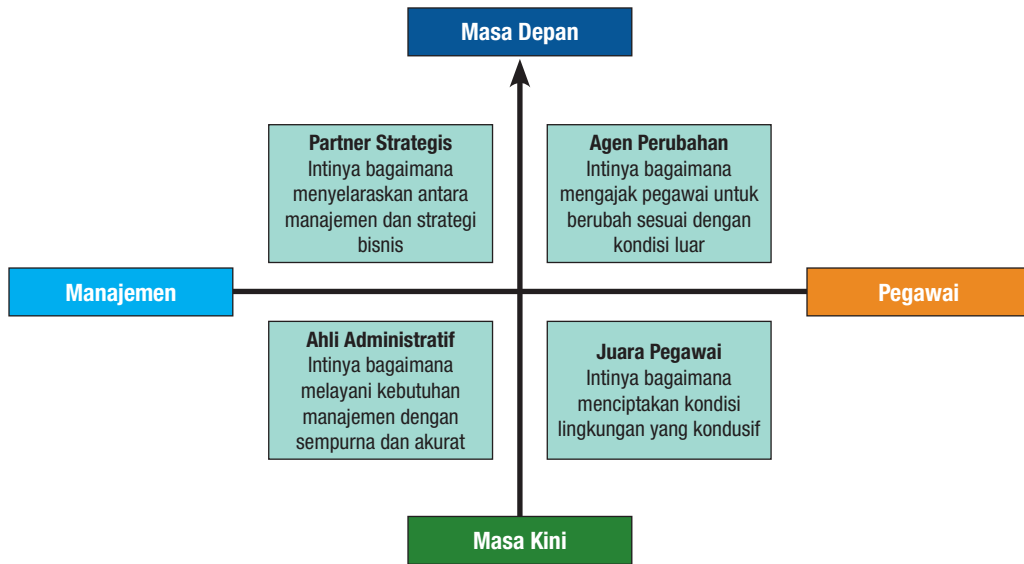 Masa Depan
Partner Strategis
Intinya bagaimana
menyelaraskan antara
manajemen dan strategi
bisnis
Agen Perubahan
Intinya bagaimana
mengajak pegawai untuk
berubah sesuai dengan
kondisi luar
Manajemen
Pegawai
Ahli Administratif
Intinya bagaimana
melayani kebutuhan
manajemen dengan
sempurna dan akurat
Juara Pegawai
Intinya bagaimana
menciptakan kondisi
lingkungan yang kondusif
Masa Kini